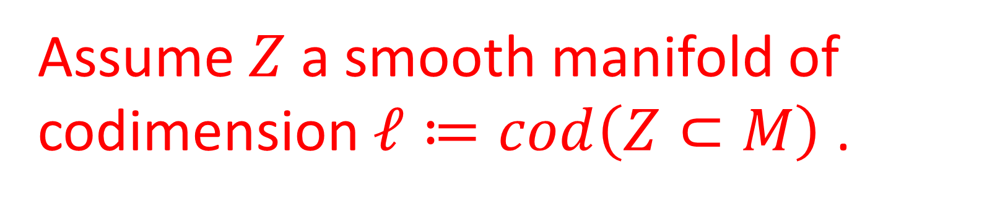 Assume 𝑍 a smooth manifold of
codimension ℓ ≔ 𝑐𝑜𝑑(𝑍 ⊂ 𝑀) .